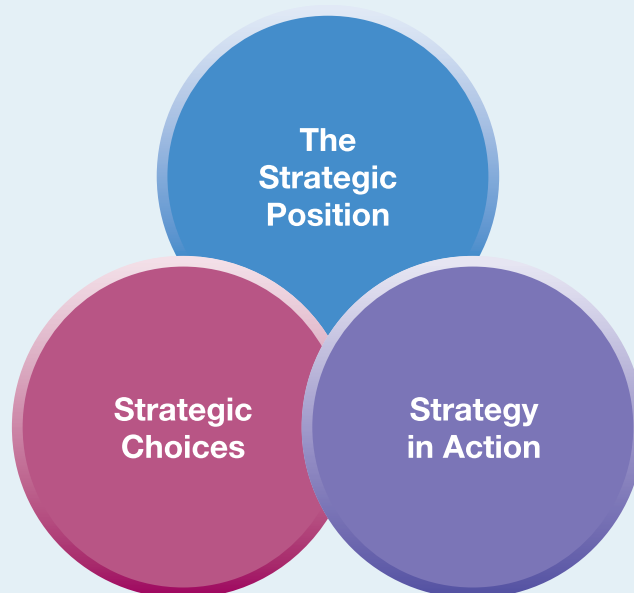 The
Strategic
Position
Strategic
Choices
Strategy
in Action